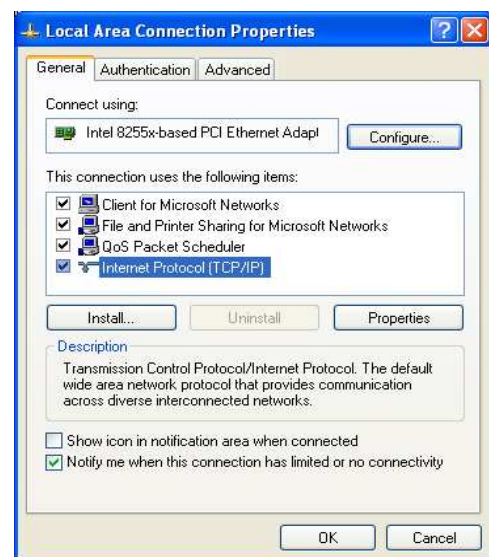 Local Area Connection Properties
General Authentication Advanced
Connect using:
Intel 8255x-based PCI Ethernet Adapt
Configure...
This connection uses the following items:
Client for Microsoft Networks
File and Printer Sharing for Microsoft Networks
QoS Packet Scheduler
Internet Protocol (TCP/IP)
Install... Uninstall Properties
Description
Transmission Control Protocol/Internet Protocol. The default
wide area network protocol that provides communication
across diverse interconnected networks.
Show icon in notification area when connected
Notify me when this connection has limited or no connectivity
OK Cancel